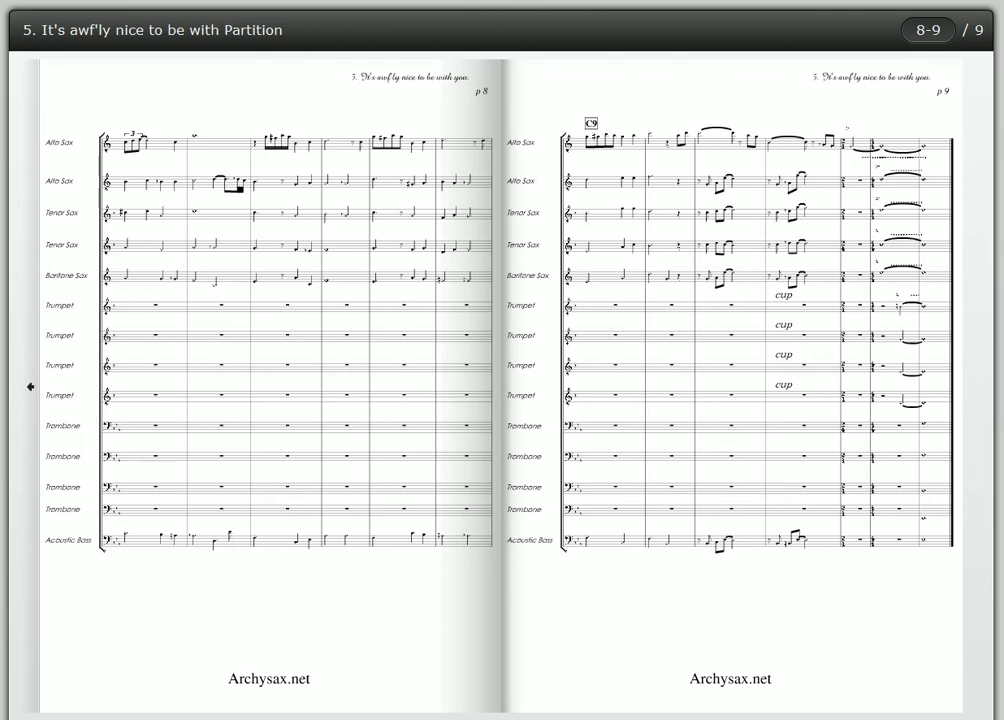 5. It's awf'ly nice to be with Partition
8-9 / 9
5. It's awf'ly nice to be with you.
p 8
3
Alto Sax
Alto Sax
Tenor Sax
Tenor Sax
Baritone Sax
Trumpet
Trumpet
Trumpet
Trumpet
Trombone
Trombone
Trombone
Trombone
Acoustic Bass
Archysax.net
5. It's awf'ly nice to be with you.
p 9
C9
Alto Sax
Alto Sax
Tenor Sax
Tenor Sax
Baritone Sax
cup
Trumpet
cup
Trumpet
cup
Trumpet
cup
Trumpet
Trombone
Trombone
Trombone
Trombone
Acoustic Bass
Archysax.net